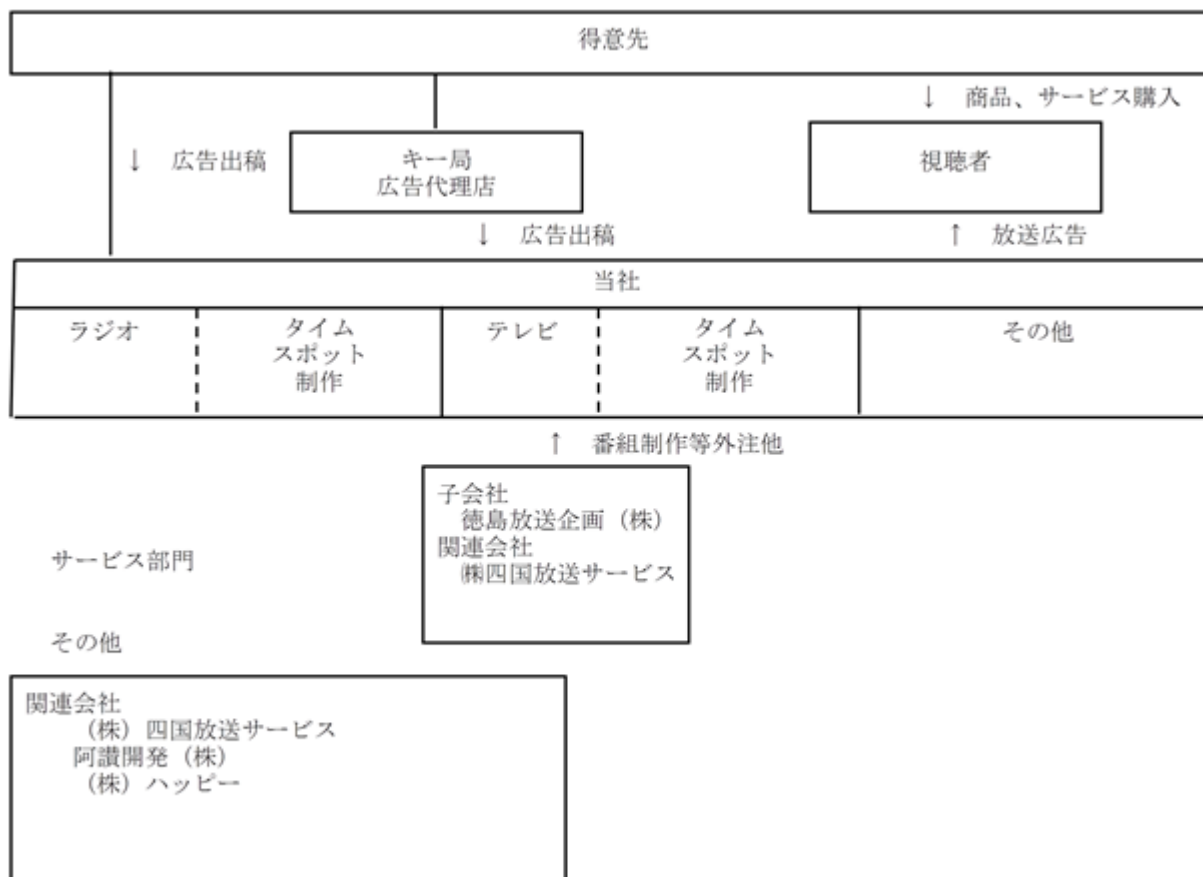 得意先
↓ 商品、サービス購入
↓ 広告出稿
キー局
広告代理店
視聴者
↓ 広告出稿
↑ 放送広告
当社
ラジオ
タイム
スポット
制作
テレビ
タイム
スポット
制作
その他
↑ 番組制作等外注他
子会社
徳島放送企画（株）
関連会社
㈱四国放送サービス
サービス部門
その他
関連会社
（株）四国放送サービス
阿讃開発（株）
（株）ハッピー